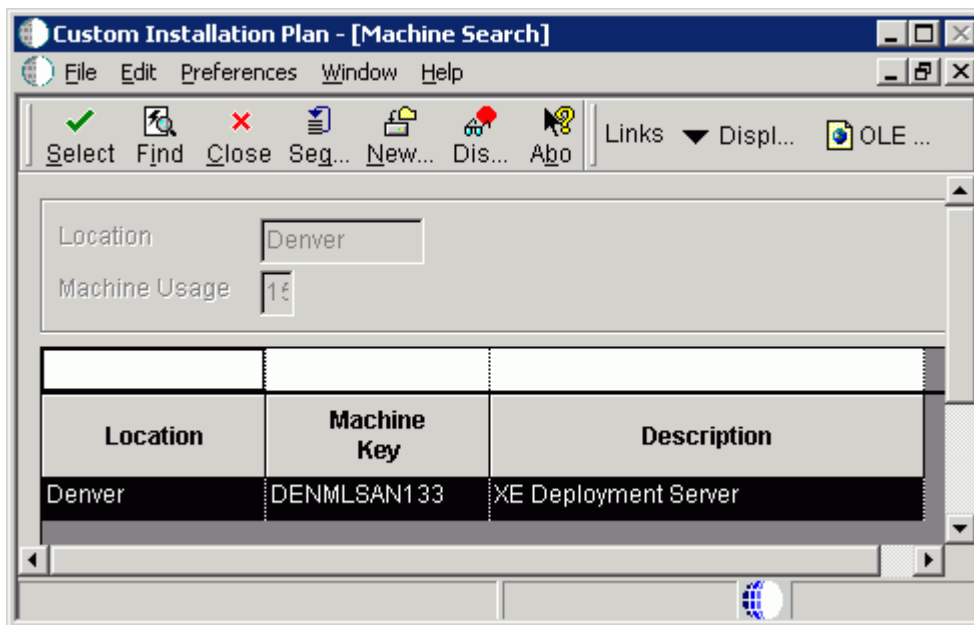 Custom Installation Plan - [Machine Search]
File Edit Preferences Window Help
Select Find Close Seq... New... Dis... Abo Links Displ... OLE ...
Location Denver
Machine Usage 15
Location Machine Key Description
Denver DENMLSAN133 XE Deployment Server